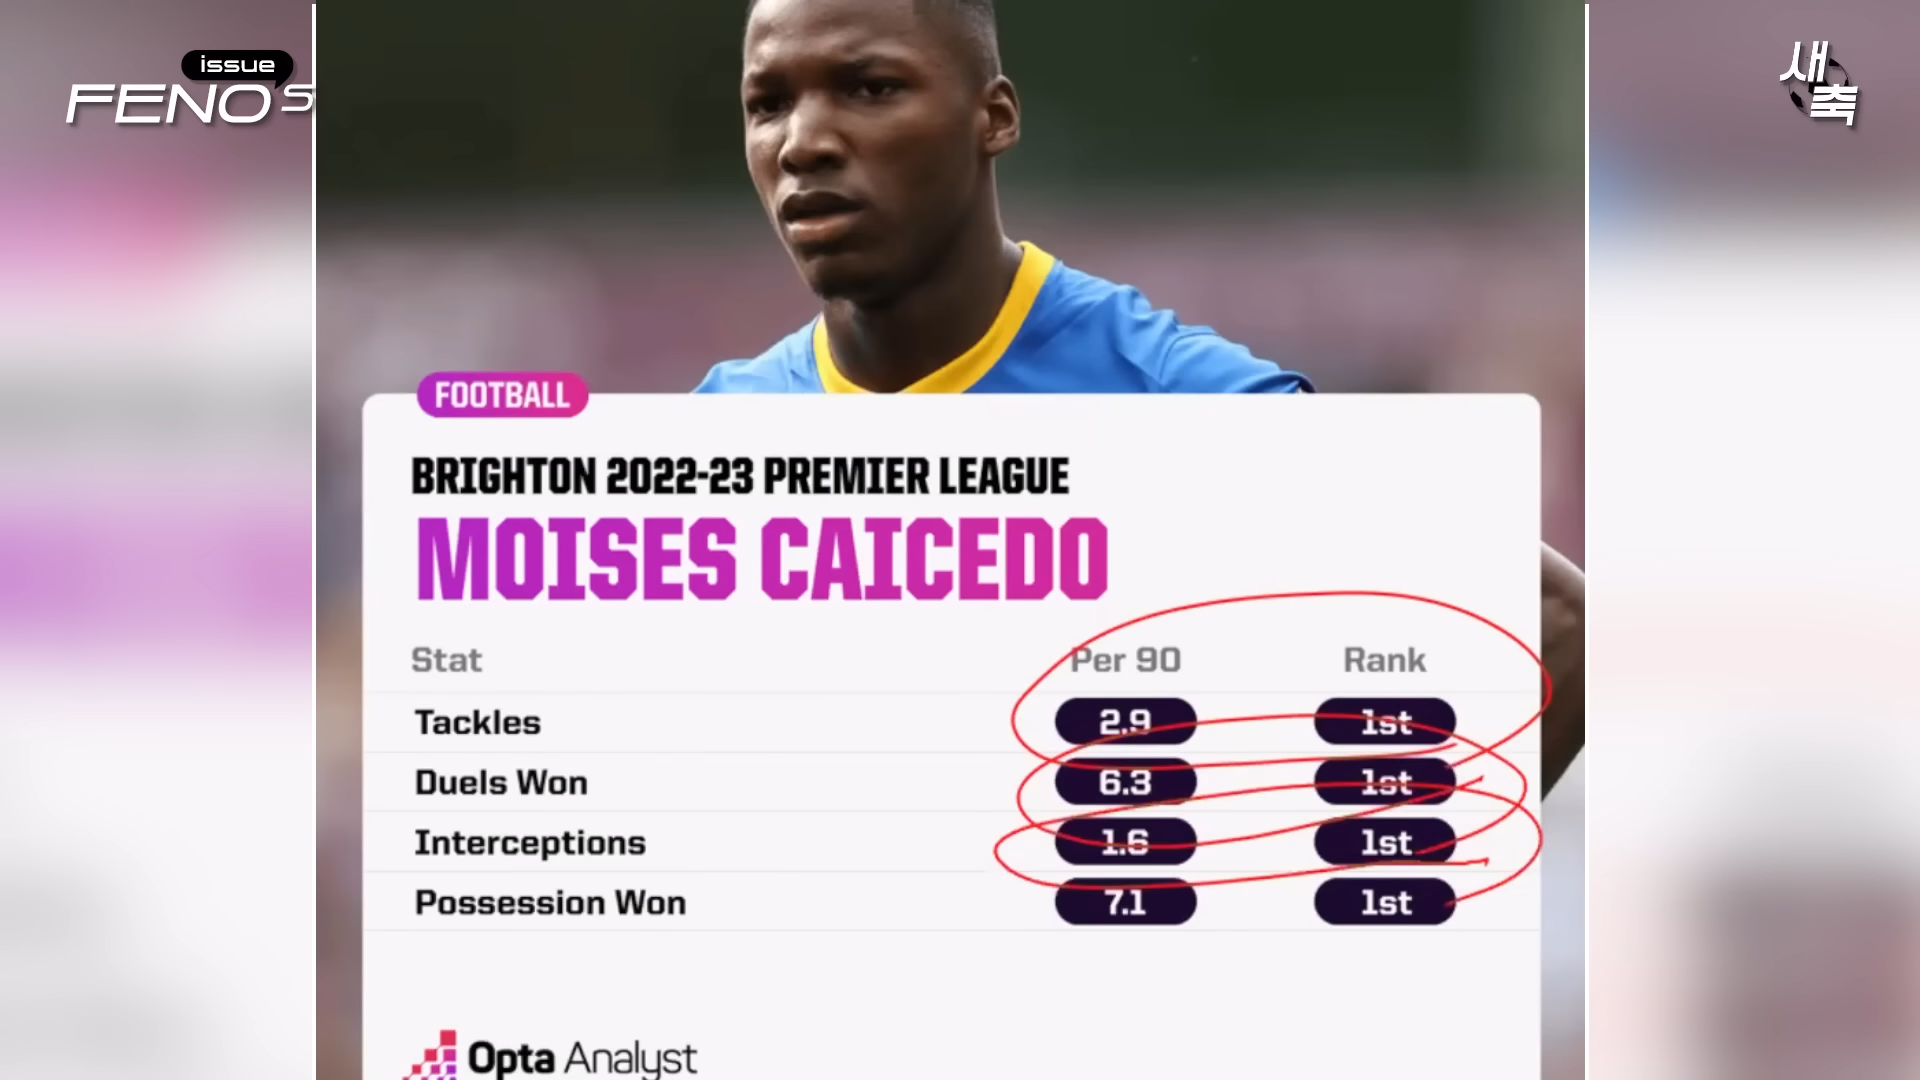 issue
FENO
새축
FOOTBALL
BRIGHTON 2022-23 PREMIER LEAGUE
MOISES CAICEDO
Stat Per 90 Rank
Tackles 2.9 1st
Duels Won 6.3 1st
Interceptions 1.6 1st
Possession Won 7.1 1st
Opta Analyst